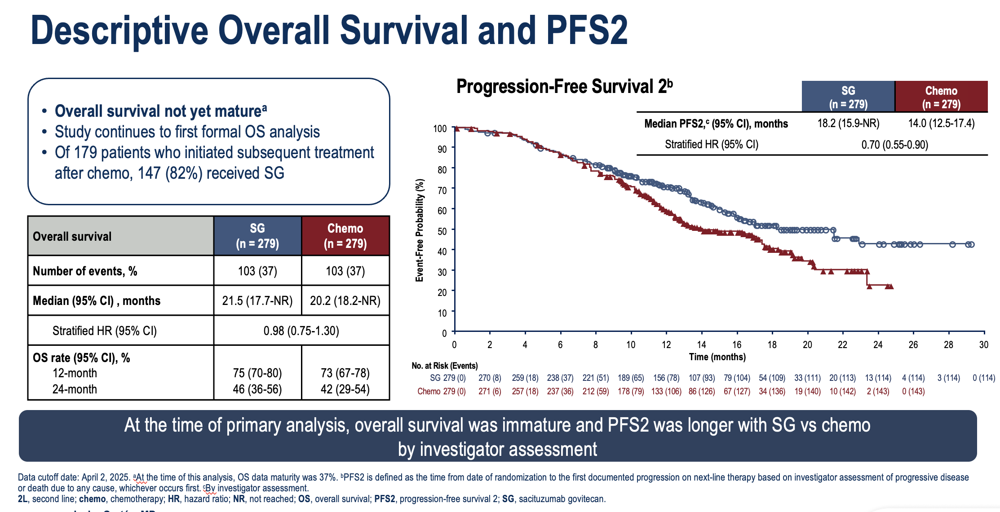 Descriptive Overall Survival and PFS2
• Overall survival not yet matureᵃ
• Study continues to first formal OS analysis
• Of 179 patients who initiated subsequent treatment
after chemo, 147 (82%) received SG
Overall survival SG (n = 279) Chemo (n = 279)
Number of events, % 103 (37) 103 (37)
Median (95% CI) , months 21.5 (17.7-NR) 20.2 (18.2-NR)
Stratified HR (95% CI) 0.98 (0.75-1.30)
OS rate (95% CI), %
12-month 75 (70-80) 73 (67-78)
24-month 46 (36-56) 42 (29-54)
Progression-Free Survival 2ᵇ
SG (n = 279) Chemo (n = 279)
Median PFS2,ᶜ (95% CI), months 18.2 (15.9-NR) 14.0 (12.5-17.4)
Stratified HR (95% CI) 0.70 (0.55-0.90)
Event-Free Probability (%)
100
90
80
70
60
50
40
30
20
10
0
0 2 4 6 8 10 12 14 16 18 20 22 24 26 28 30
Time (months)
No. at Risk (Events)
SG 279 (0) 270 (8) 259 (18) 238 (37) 221 (51) 189 (65) 156 (78) 107 (93) 79 (104) 54 (109) 33 (111) 20 (113) 13 (114) 4 (114) 3 (114) 0 (114)
Chemo 279 (0) 271 (6) 257 (18) 237 (36) 212 (59) 178 (79) 133 (106) 86 (126) 67 (127) 34 (136) 19 (140) 10 (142) 2 (143) 0 (143)
At the time of primary analysis, overall survival was immature and PFS2 was longer with SG vs chemo
by investigator assessment
Data cutoff date: April 2, 2025. ᵃAt the time of this analysis, OS data maturity was 37%. ᵇPFS2 is defined as the time from date of randomization to the first documented progression on next-line therapy based on investigator assessment of progressive disease
or death due to any cause, whichever occurs first. ᶜBy investigator assessment.
2L, second line; chemo, chemotherapy; HR, hazard ratio; NR, not reached; OS, overall survival; PFS2, progression-free survival 2; SG, sacituzumab govitecan.